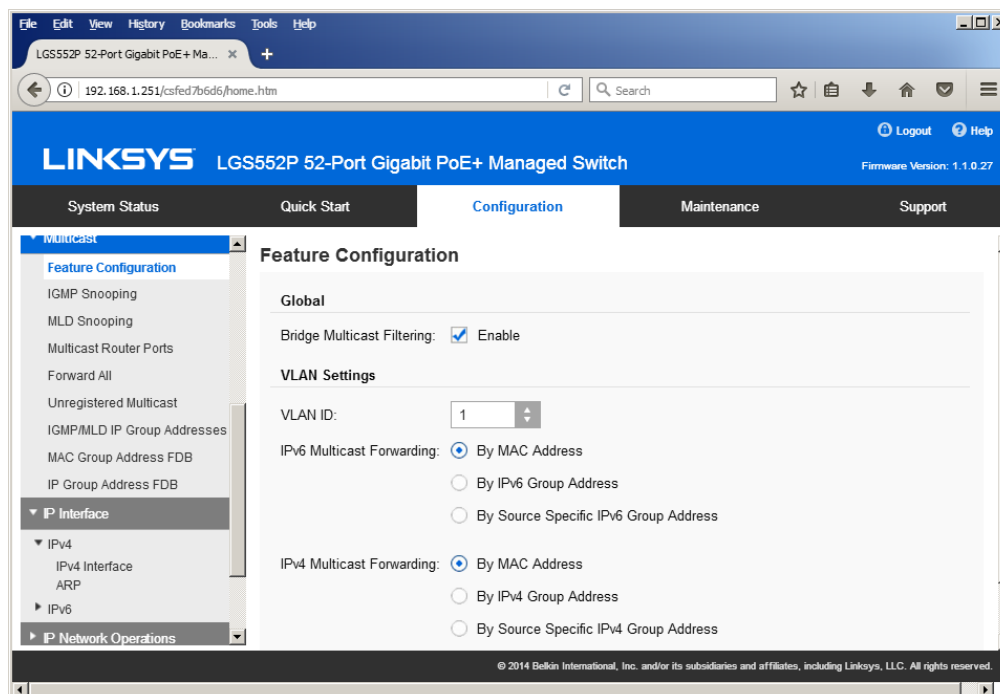 File Edit View History Bookmarks Tools Help
LGS552P 52-Port Gigabit PoE+ Ma...
192.168.1.251/csfed7b6d6/home.htm
Search
Logout Help
LINKSYS LGS552P 52-Port Gigabit PoE+ Managed Switch
Firmware Version: 1.1.0.27
System Status Quick Start Configuration Maintenance Support
Multicast
Feature Configuration
IGMP Snooping
MLD Snooping
Multicast Router Ports
Forward All
Unregistered Multicast
IGMP/MLD IP Group Addresses
MAC Group Address FDB
IP Group Address FDB
IP Interface
IPv4
IPv4 Interface
ARP
IPv6
IP Network Operations
Feature Configuration
Global
Bridge Multicast Filtering: Enable
VLAN Settings
VLAN ID: 1
IPv6 Multicast Forwarding: By MAC Address
By IPv6 Group Address
By Source Specific IPv6 Group Address
IPv4 Multicast Forwarding: By MAC Address
By IPv4 Group Address
By Source Specific IPv4 Group Address
© 2014 Belkin International, Inc. and/or its subsidiaries and affiliates, including Linksys, LLC. All rights reserved.